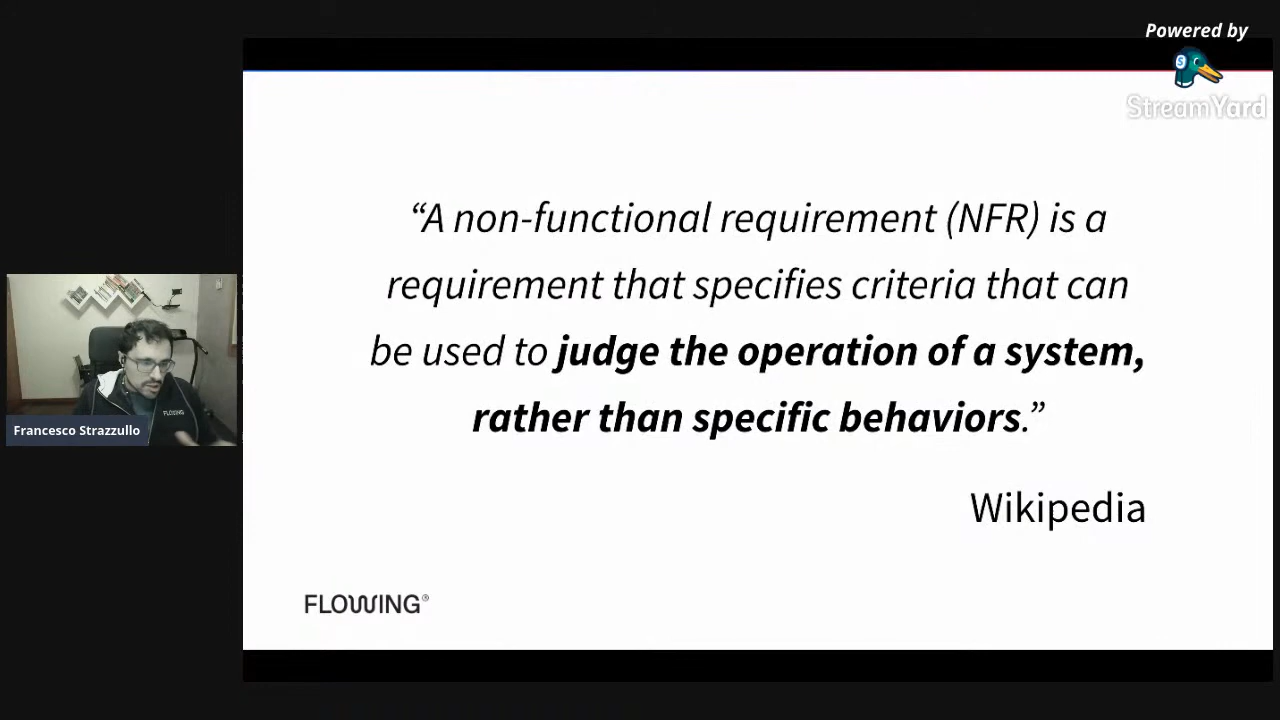 Powered by
StreamYard
“A non-functional requirement (NFR) is a
requirement that specifies criteria that can
be used to judge the operation of a system,
rather than specific behaviors.”
Wikipedia
FLOWING®
FLOWING
Francesco Strazzullo